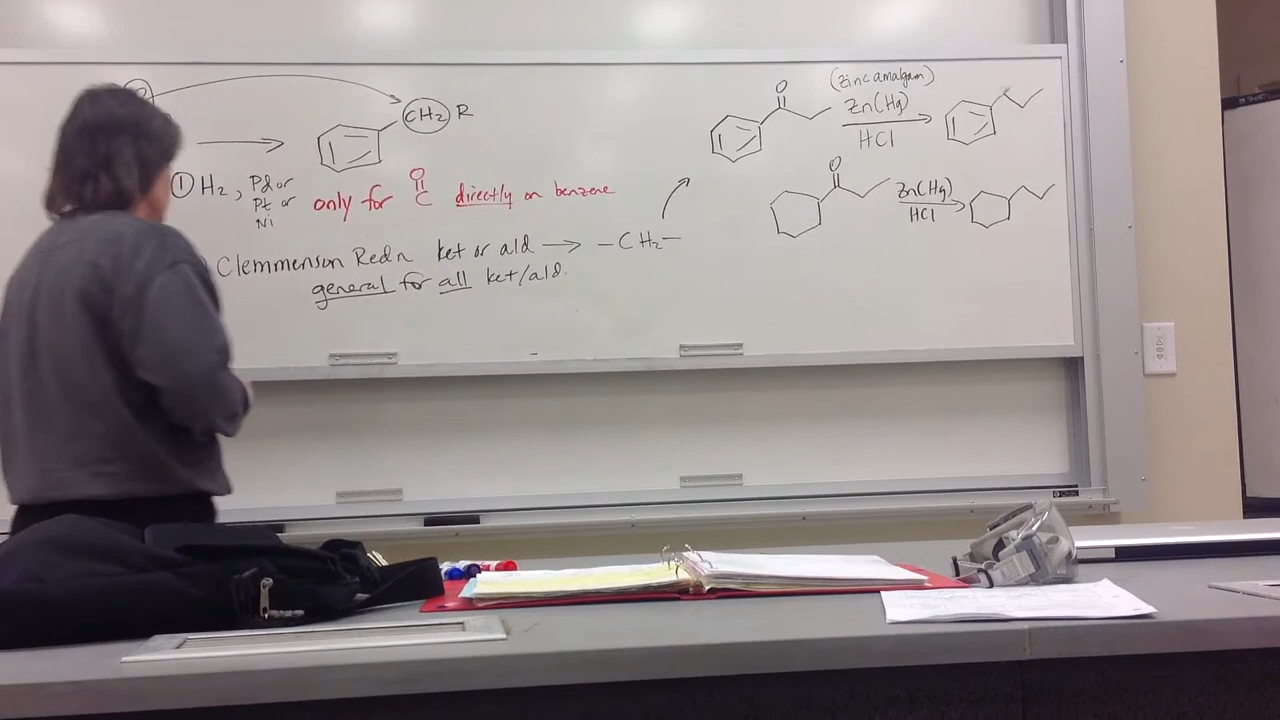 CH2 R
① H2, Pd or
Pt or
Ni
only for O
C directly on benzene
Clemmenson Redn ket or ald → –CH2–
general for all ket/ald.
O
(zinc amalgam)
Zn(Hg)
HCl
O
Zn(Hg)
HCl